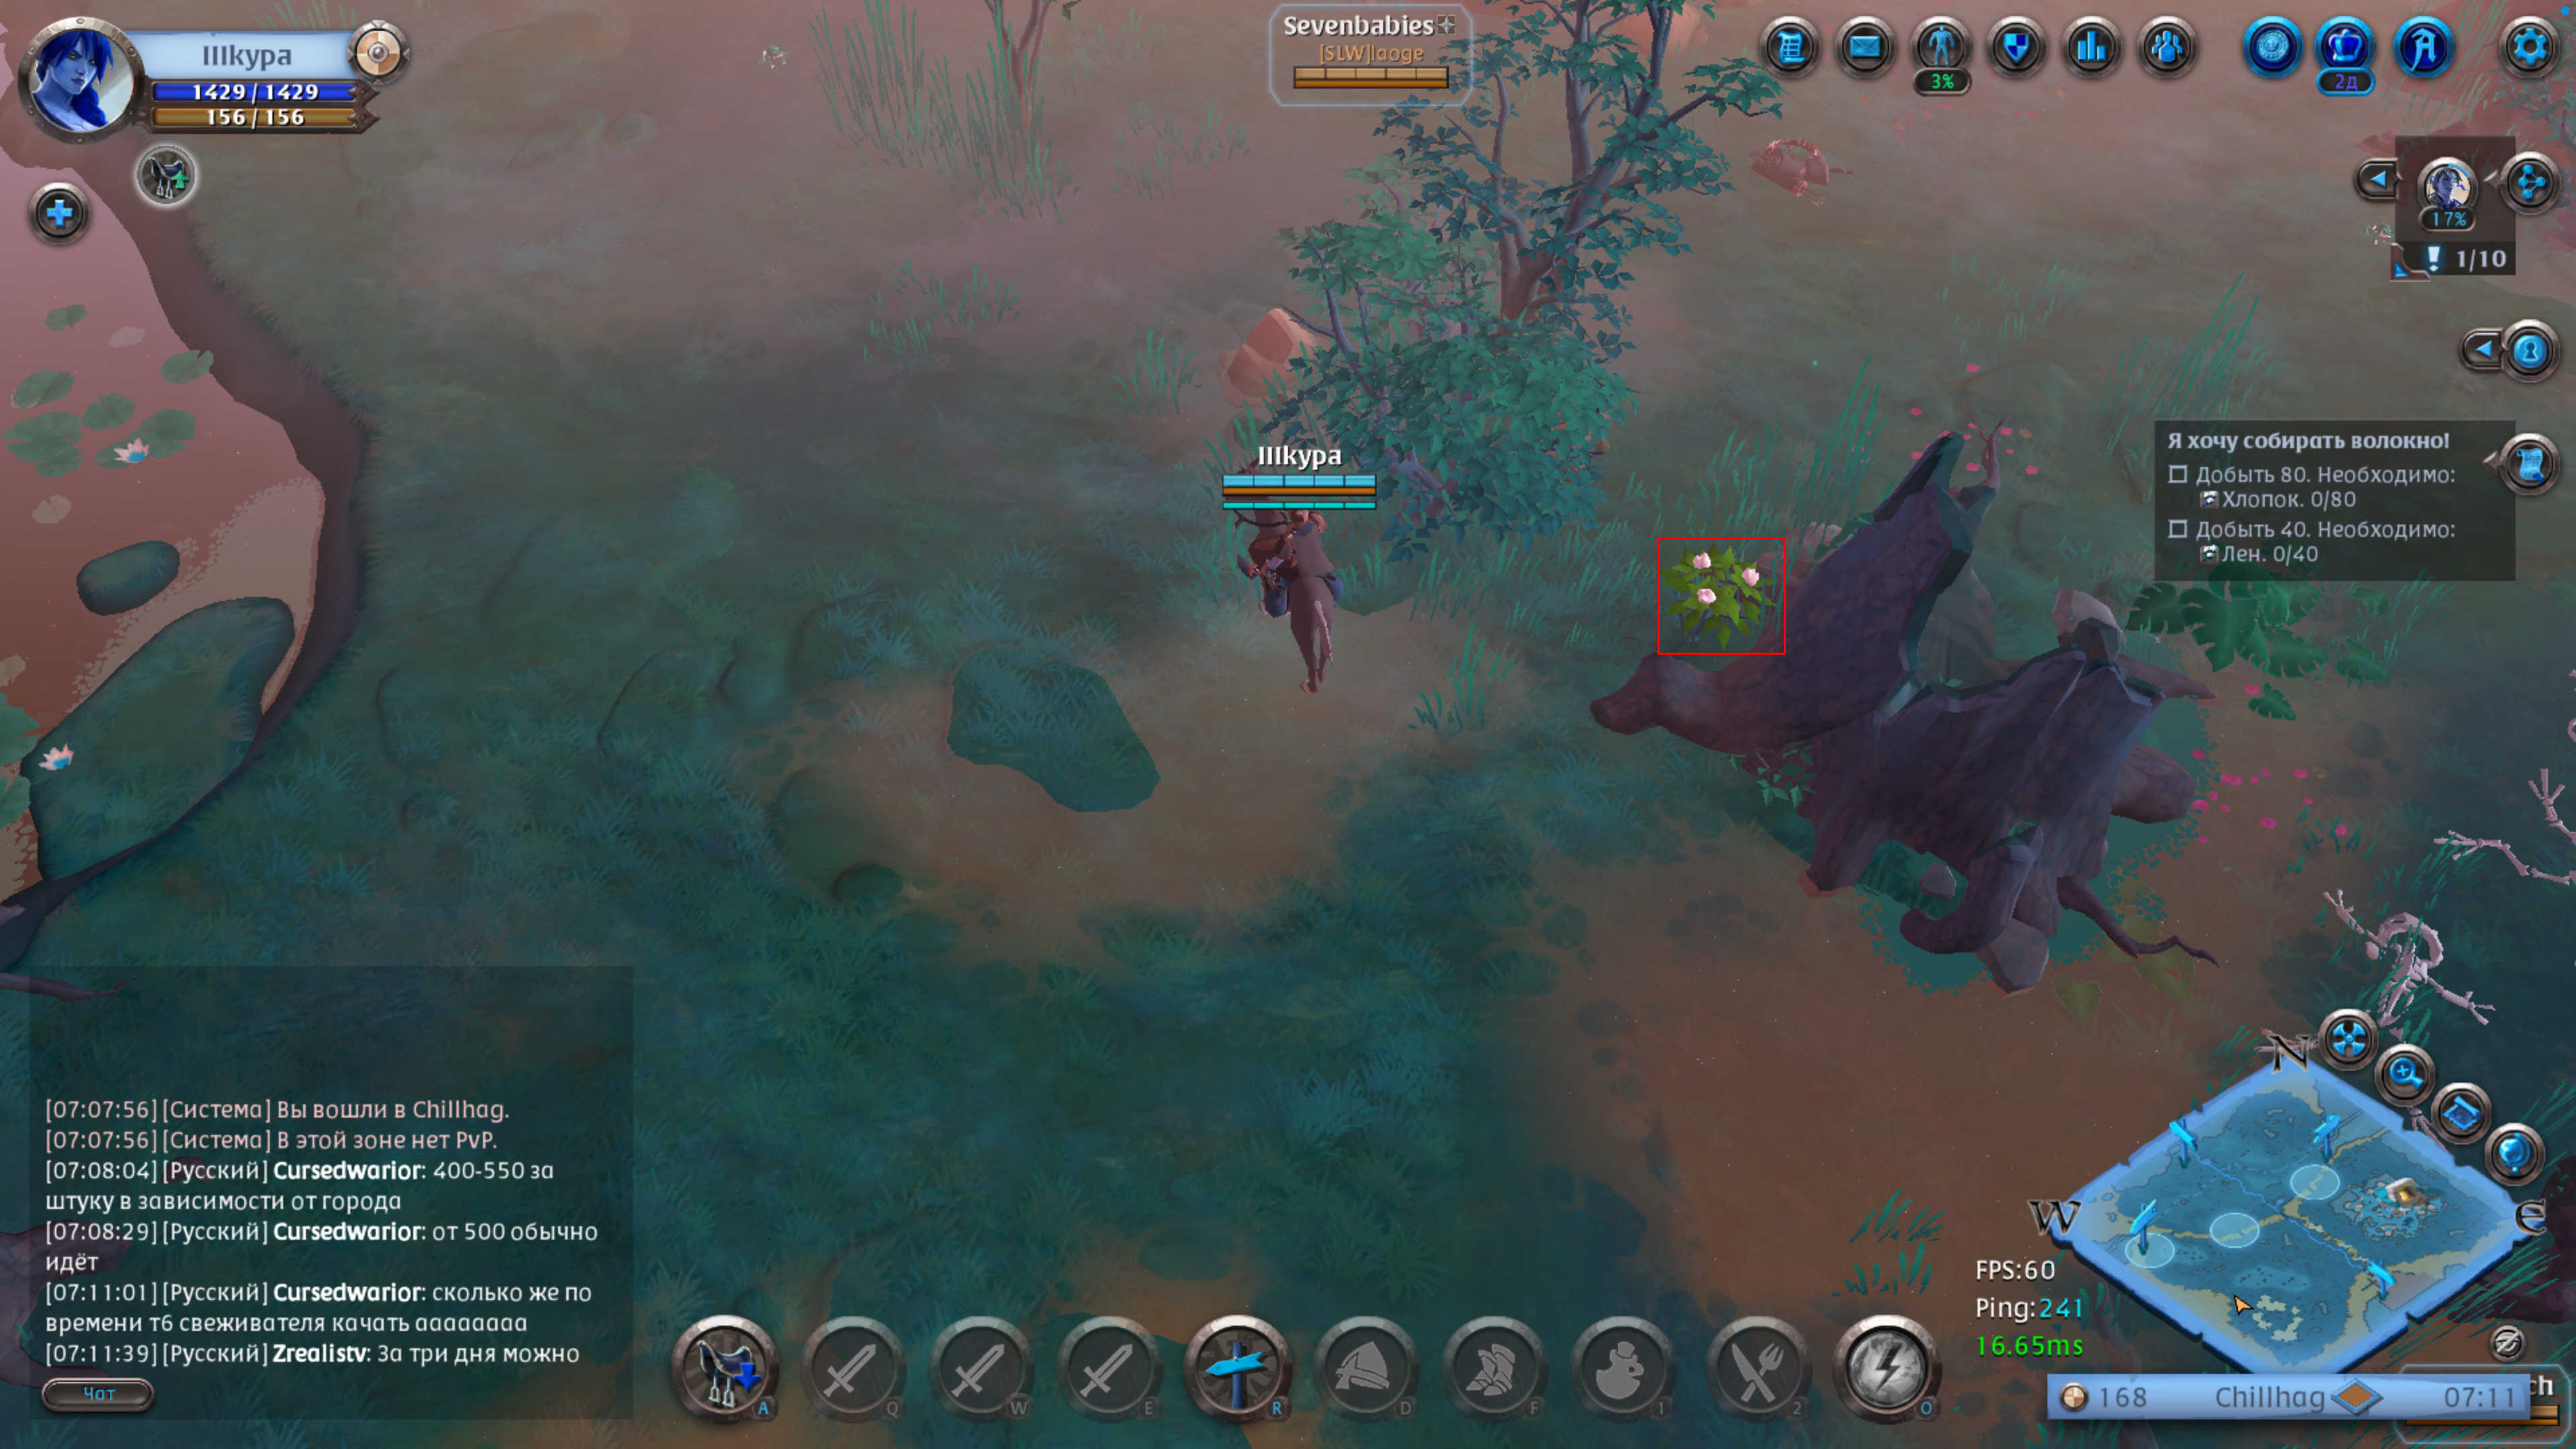 IIIkypa
1429 / 1429
156 / 156
Sevenbabies
[SLW]laoge
3%
2д
17%
1/10
Я хочу собирать волокно!
Добыть 80. Необходимо:
Хлопок. 0/80
Добыть 40. Необходимо:
Лен. 0/40
IIIkypa
[07:07:56] [Система] Вы вошли в Chillhag.
[07:07:56] [Система] В этой зоне нет PvP.
[07:08:04] [Русский] Cursedwarior: 400-550 за
штуку в зависимости от города
[07:08:29] [Русский] Cursedwarior: от 500 обычно
идёт
[07:11:01] [Русский] Cursedwarior: сколько же по
времени т6 свеживателя качать аааааааа
[07:11:39] [Русский] Zrealistv: За три дня можно
Чат
A
Q
W
E
R
D
F
1
2
O
N
W
E
FPS:60
Ping:241
16.65ms
168
Chillhag
07:11
ch